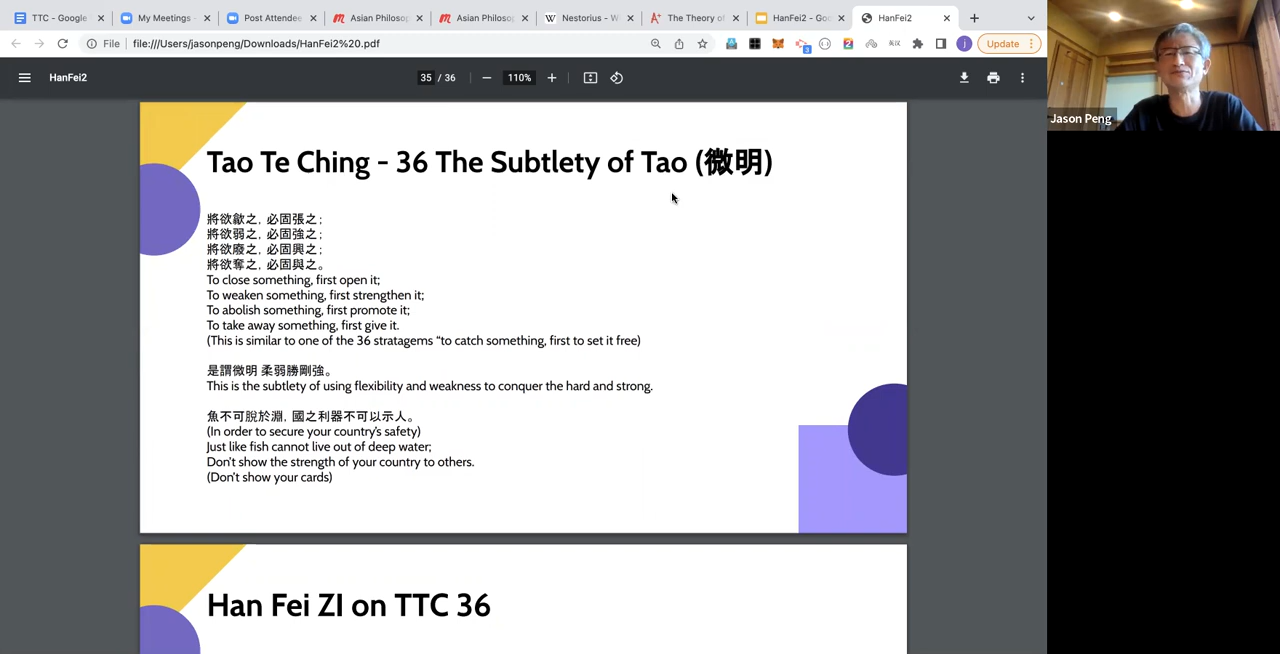 TTC - Google
My Meetings -
Post Attendee
Asian Philosop
Asian Philosop
Nestorius - W
The Theory of
HanFei2 - Goo
HanFei2
File
file:///Users/jasonpeng/Downloads/HanFei2%20.pdf
Update
HanFei2
35 / 36
110%
Jason Peng
Tao Te Ching - 36 The Subtlety of Tao (微明)
將欲歙之，必固張之；
將欲弱之，必固強之；
將欲廢之，必固興之；
將欲奪之，必固與之。
To close something, first open it;
To weaken something, first strengthen it;
To abolish something, first promote it;
To take away something, first give it.
(This is similar to one of the 36 stratagems “to catch something, first to set it free)
是謂微明 柔弱勝剛強。
This is the subtlety of using flexibility and weakness to conquer the hard and strong.
魚不可脫於淵，國之利器不可以示人。
(In order to secure your country's safety)
Just like fish cannot live out of deep water;
Don't show the strength of your country to others.
(Don't show your cards)
Han Fei ZI on TTC 36